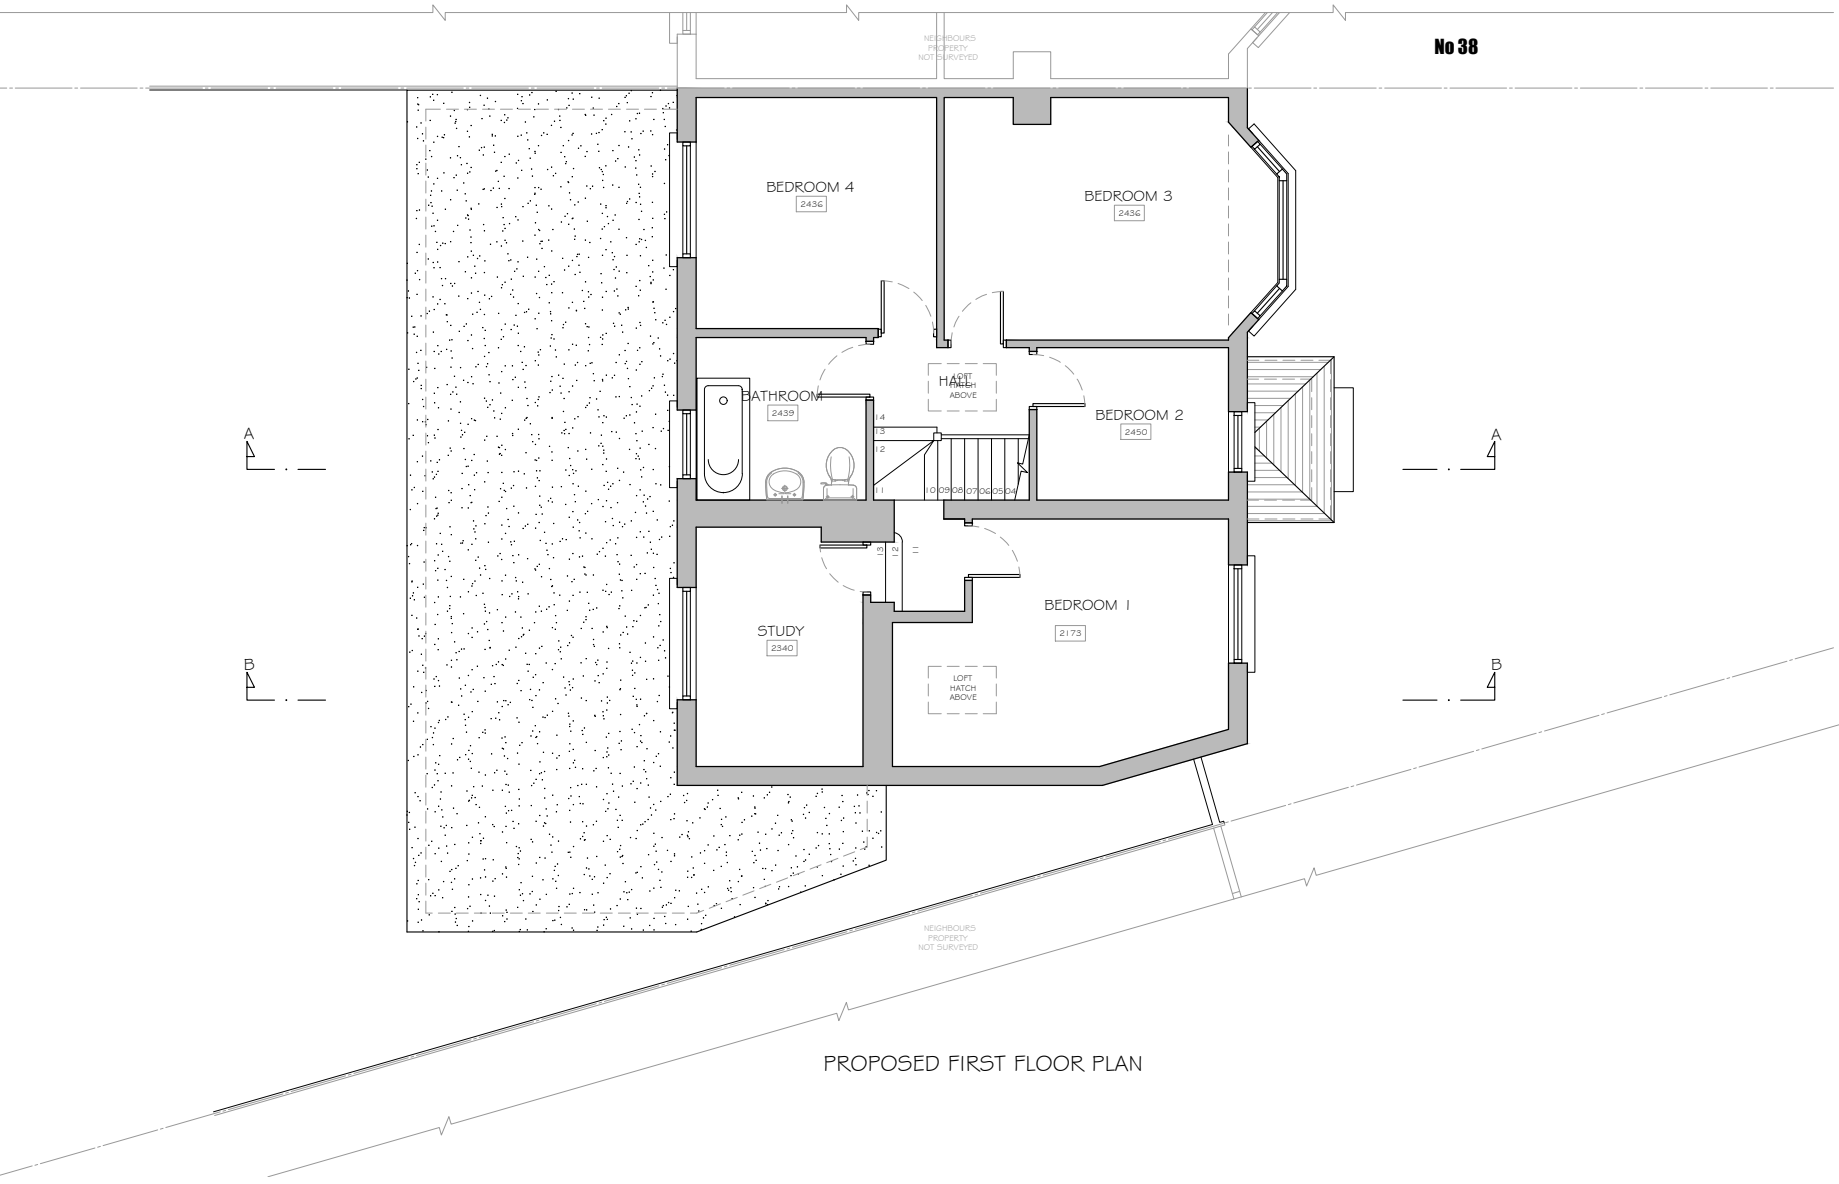 NEIGHBOURS
PROPERTY
NOT SURVEYED
No 38
BEDROOM 4
2436
BEDROOM 3
2436
HALL
LOFT
HATCH
ABOVE
BATHROOM
2439
BEDROOM 2
2450
14
13
12
11
10 09 08 07 06 05 04
A
A
13
12
11
BEDROOM 1
2173
STUDY
2340
B
B
LOFT
HATCH
ABOVE
NEIGHBOURS
PROPERTY
NOT SURVEYED
PROPOSED FIRST FLOOR PLAN